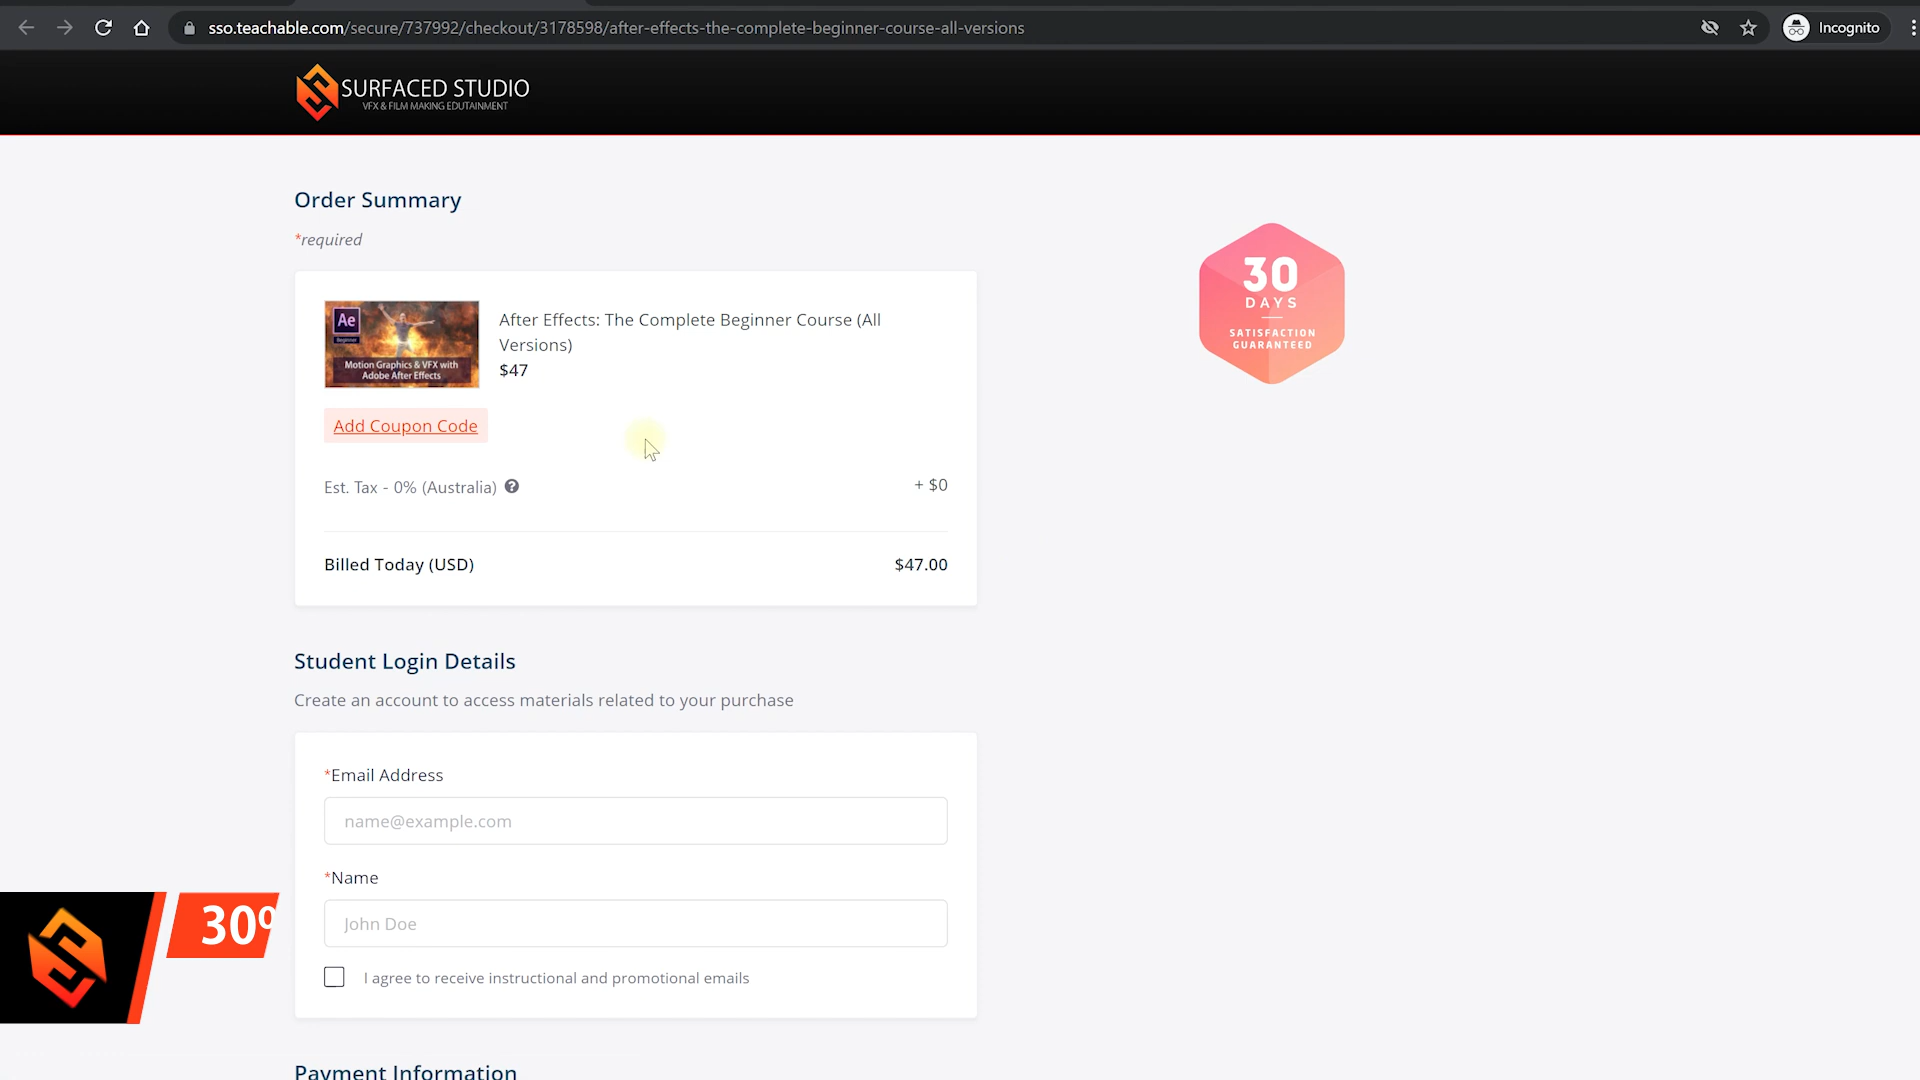 sso.teachable.com/secure/737992/checkout/3178598/after-effects-the-complete-beginner-course-all-versions
Incognito
SURFACED STUDIO
VFX & FILM MAKING EDUTAINMENT
Order Summary
*required
30
DAYS
SATISFACTION
GUARANTEED
Ae
Beginner
Motion Graphics & VFX with
Adobe After Effects
After Effects: The Complete Beginner Course (All
Versions)
$47
Add Coupon Code
Est. Tax - 0% (Australia) ?
+ $0
Billed Today (USD)
$47.00
Student Login Details
Create an account to access materials related to your purchase
*Email Address
name@example.com
*Name
John Doe
I agree to receive instructional and promotional emails
30%
Payment Information